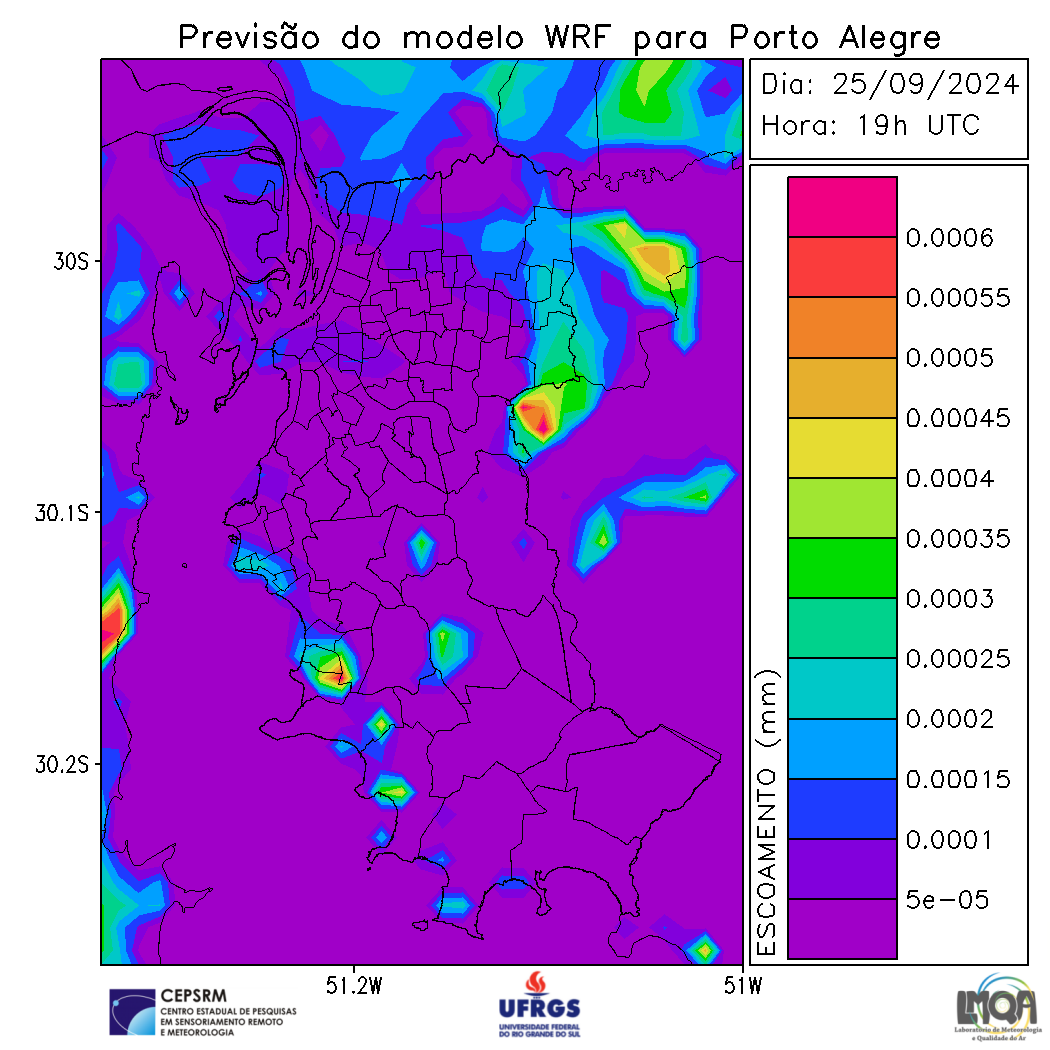 Previsão do modelo WRF para Porto Alegre
Dia: 25/09/2024
Hora: 19h UTC
30S
30.1S
30.2S
51.2W
51W
ESCOAMENTO (mm)
0.0006
0.00055
0.0005
0.00045
0.0004
0.00035
0.0003
0.00025
0.0002
0.00015
0.0001
5e-05
CEPSRM
CENTRO ESTADUAL DE PESQUISAS
EM SENSORIAMENTO REMOTO
E METEOROLOGIA
UFRGS
UNIVERSIDADE FEDERAL
DO RIO GRANDE DO SUL
LMQA
Laboratório de Meteorologia
e Qualidade do Ar